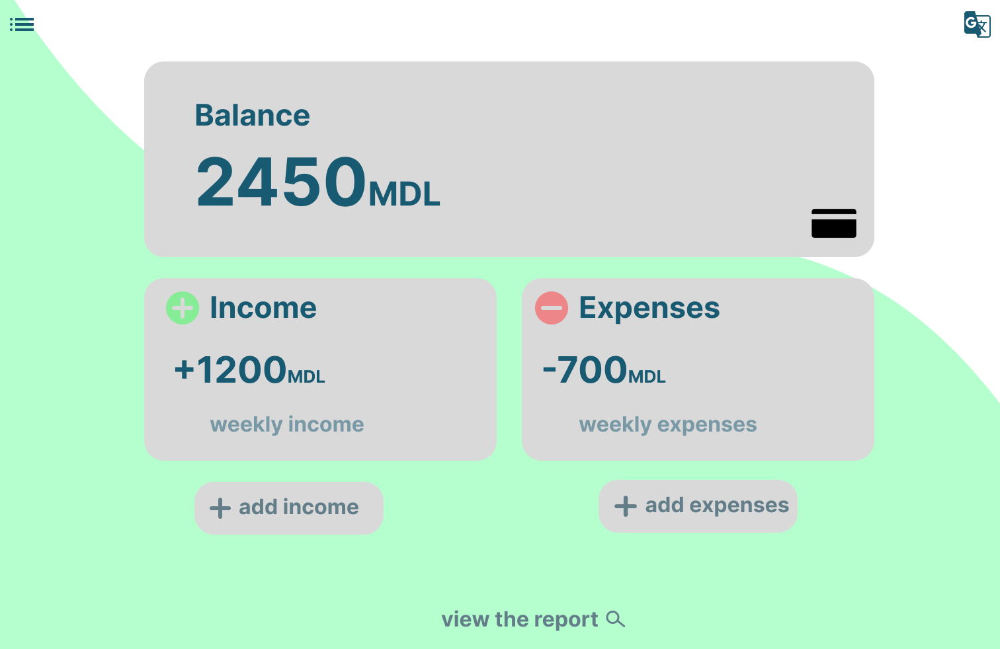 Balance
2450MDL
Income
+1200MDL
weekly income
Expenses
-700MDL
weekly expenses
add income
add expenses
view the report